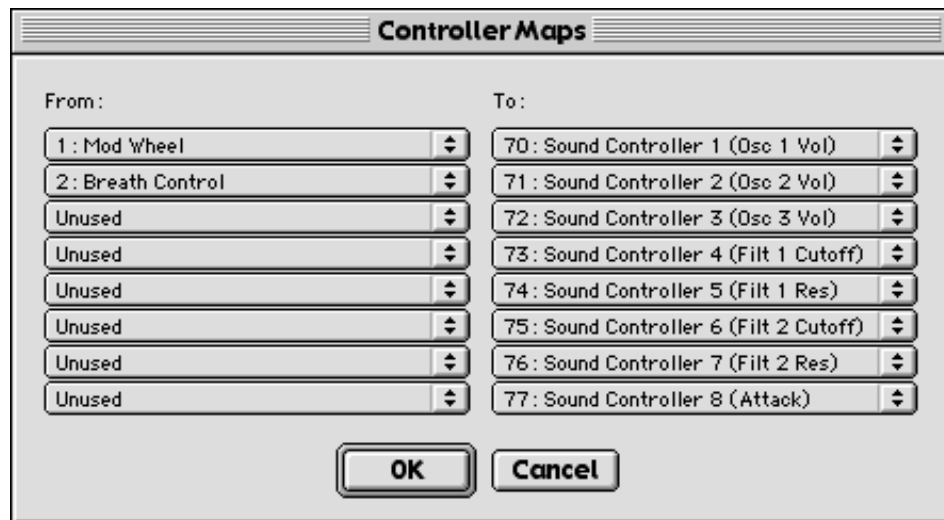 Controller Maps
From: To:
1: Mod Wheel 70: Sound Controller 1 (Osc 1 Vol)
2: Breath Control 71: Sound Controller 2 (Osc 2 Vol)
Unused 72: Sound Controller 3 (Osc 3 Vol)
Unused 73: Sound Controller 4 (Filt 1 Cutoff)
Unused 74: Sound Controller 5 (Filt 1 Res)
Unused 75: Sound Controller 6 (Filt 2 Cutoff)
Unused 76: Sound Controller 7 (Filt 2 Res)
Unused 77: Sound Controller 8 (Attack)
OK Cancel